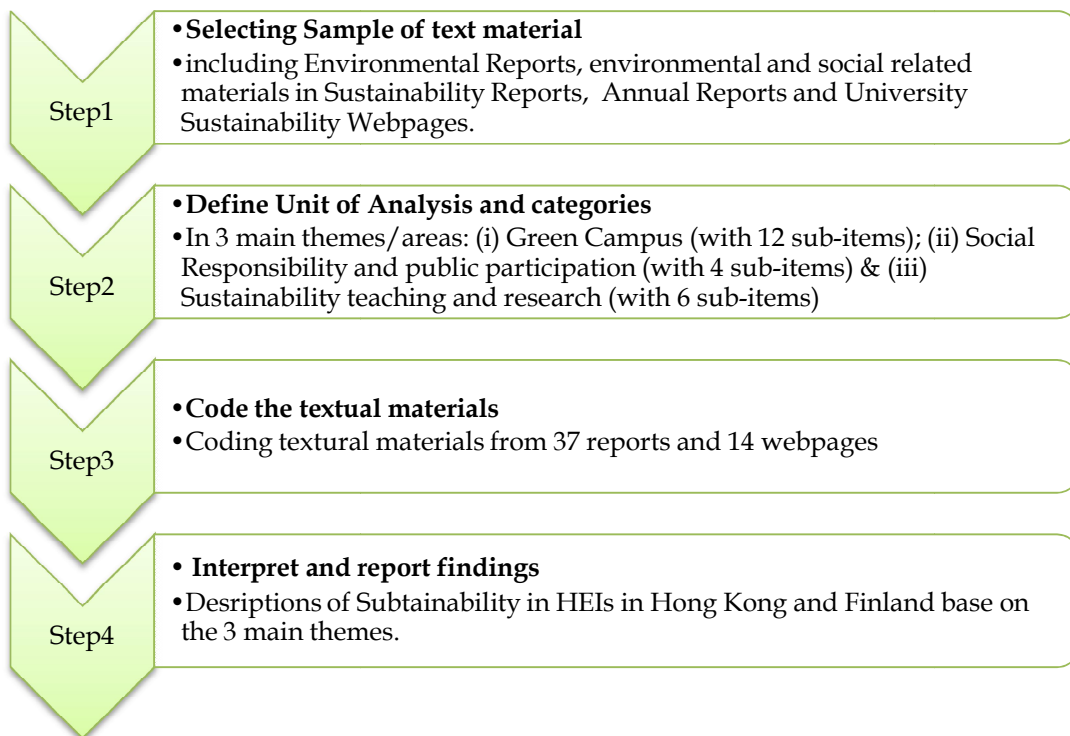 Step1
•Selecting Sample of text material
•including Environmental Reports, environmental and social related
materials in Sustainability Reports, Annual Reports and University
Sustainability Webpages.
Step2
•Define Unit of Analysis and categories
•In 3 main themes/areas: (i) Green Campus (with 12 sub-items); (ii) Social
Responsibility and public participation (with 4 sub-items) & (iii)
Sustainability teaching and research (with 6 sub-items)
Step3
•Code the textual materials
•Coding textural materials from 37 reports and 14 webpages
Step4
• Interpret and report findings
•Desriptions of Subtainability in HEIs in Hong Kong and Finland base on
the 3 main themes.